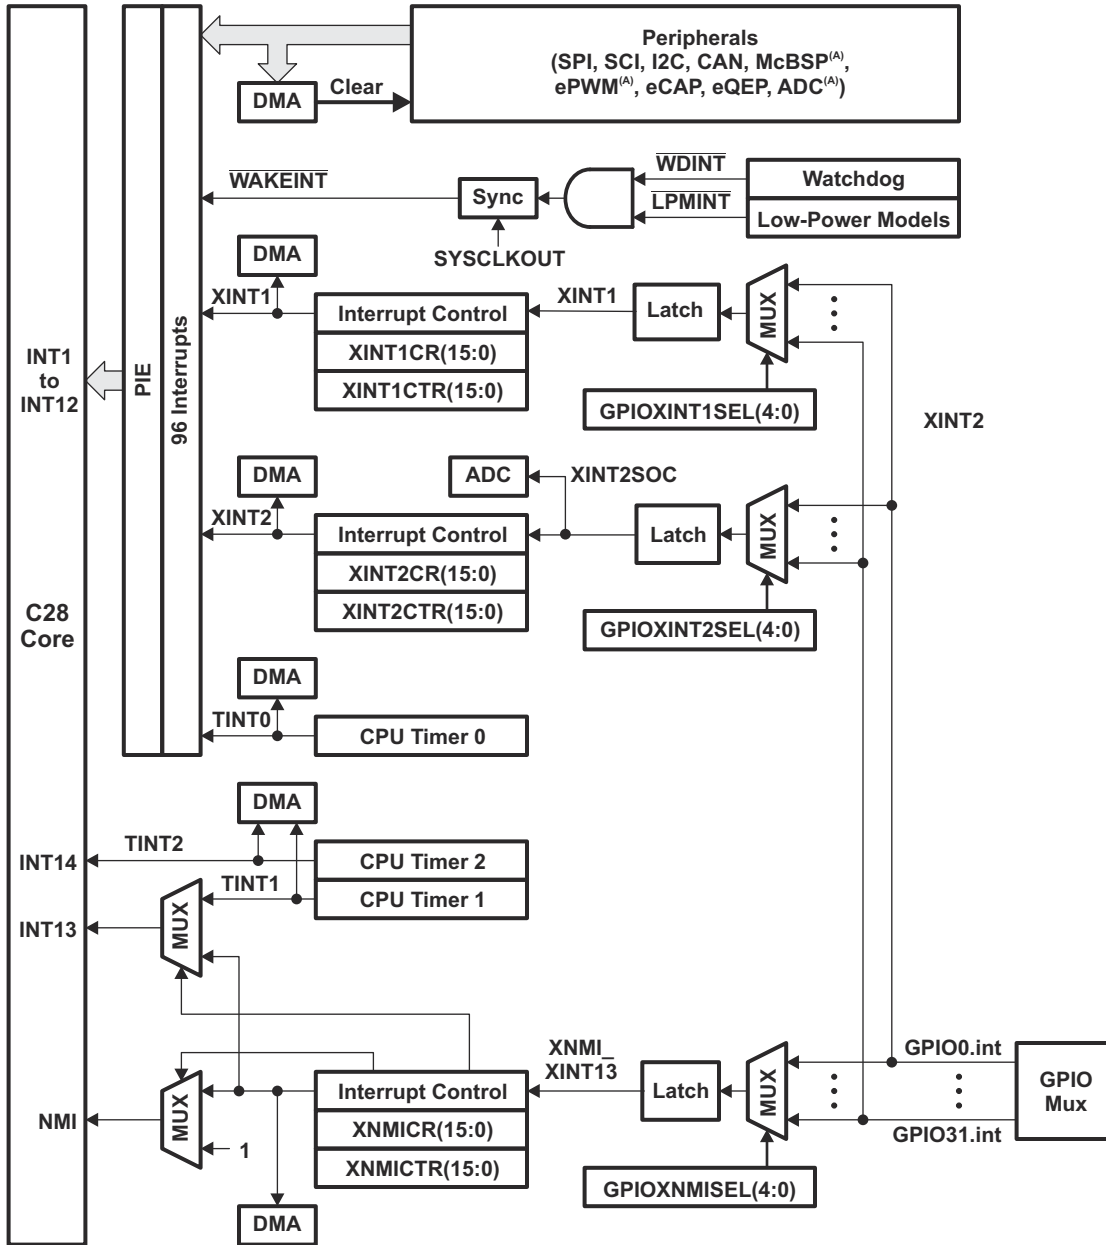 Peripherals
(SPI, SCI, I2C, CAN, McBSP(A),
ePWM(A), eCAP, eQEP, ADC(A))
DMA
Clear
WDINT
Watchdog
WAKEINT
Sync
LPMINT
Low-Power Models
SYSCLKOUT
DMA
XINT1
Interrupt Control
XINT1CR(15:0)
XINT1CTR(15:0)
XINT1
Latch
MUX
GPIOXINT1SEL(4:0)
INT1
to
INT12
PIE
96 Interrupts
XINT2
DMA
ADC
XINT2SOC
XINT2
Interrupt Control
XINT2CR(15:0)
XINT2CTR(15:0)
Latch
MUX
GPIOXINT2SEL(4:0)
C28
Core
DMA
TINT0
CPU Timer 0
DMA
TINT2
INT14
CPU Timer 2
TINT1
CPU Timer 1
INT13
MUX
XNMI_
XINT13
GPIO0.int
GPIO
Mux
GPIO31.int
NMI
MUX
1
Interrupt Control
XNMICR(15:0)
XNMICTR(15:0)
Latch
MUX
GPIOXNMISEL(4:0)
DMA